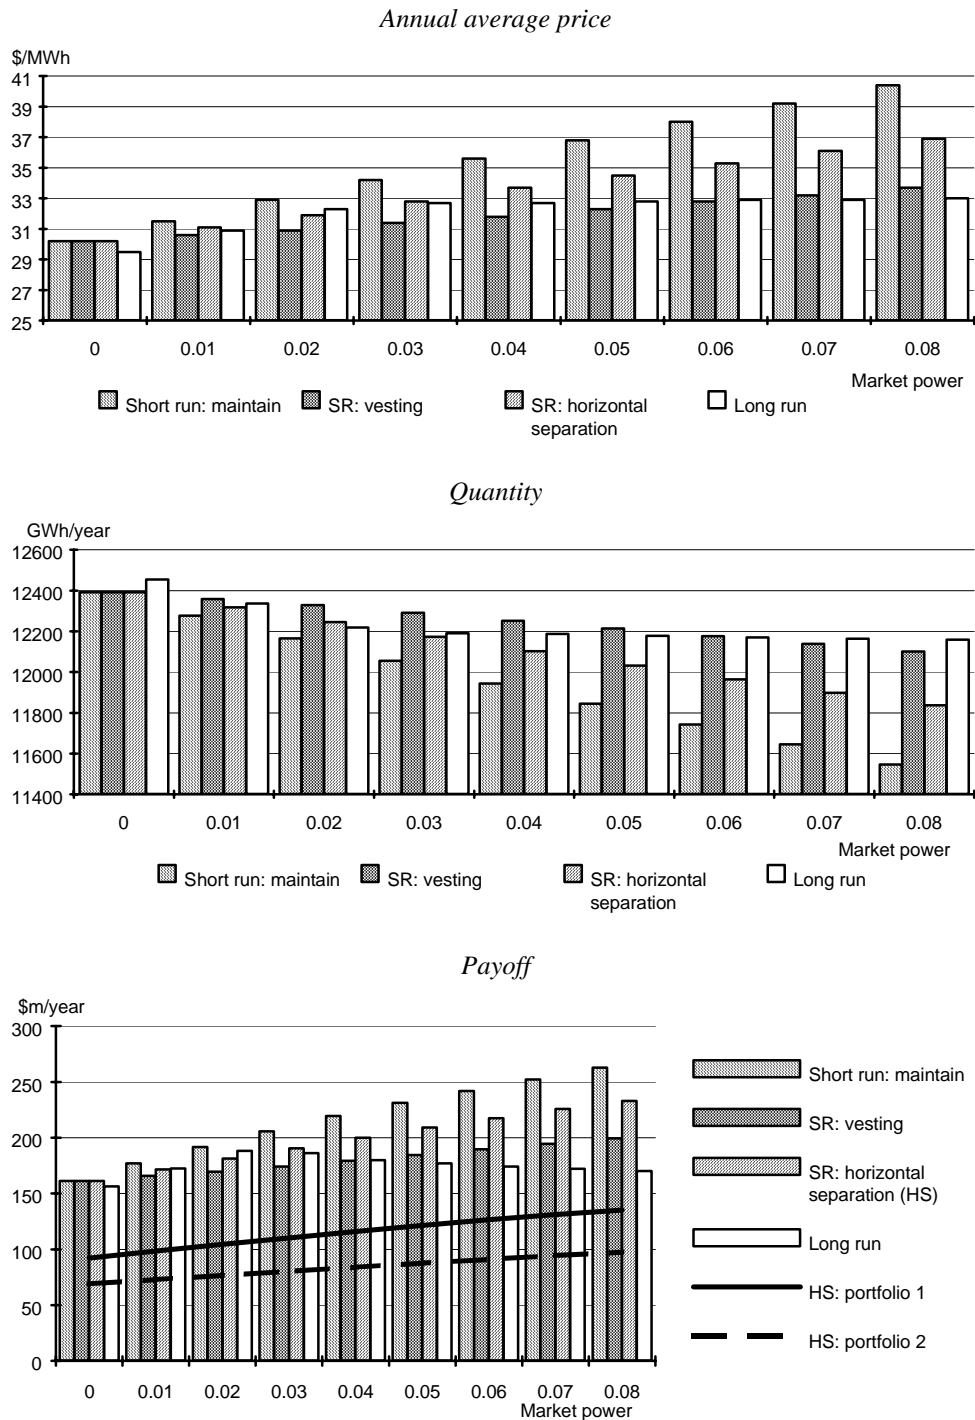 Annual average price
$/MWh
41
39
37
35
33
31
29
27
25
0 0.01 0.02 0.03 0.04 0.05 0.06 0.07 0.08
Market power
Short run: maintain SR: vesting SR: horizontal Long run
separation
Quantity
GWh/year
12600
12400
12200
12000
11800
11600
11400
0 0.01 0.02 0.03 0.04 0.05 0.06 0.07 0.08
Market power
Short run: maintain SR: vesting SR: horizontal Long run
separation
Payoff
$m/year
300
250
200
150
100
50
0
0 0.01 0.02 0.03 0.04 0.05 0.06 0.07 0.08
Market power
Short run: maintain
SR: vesting
SR: horizontal
separation (HS)
Long run
HS: portfolio 1
HS: portfolio 2